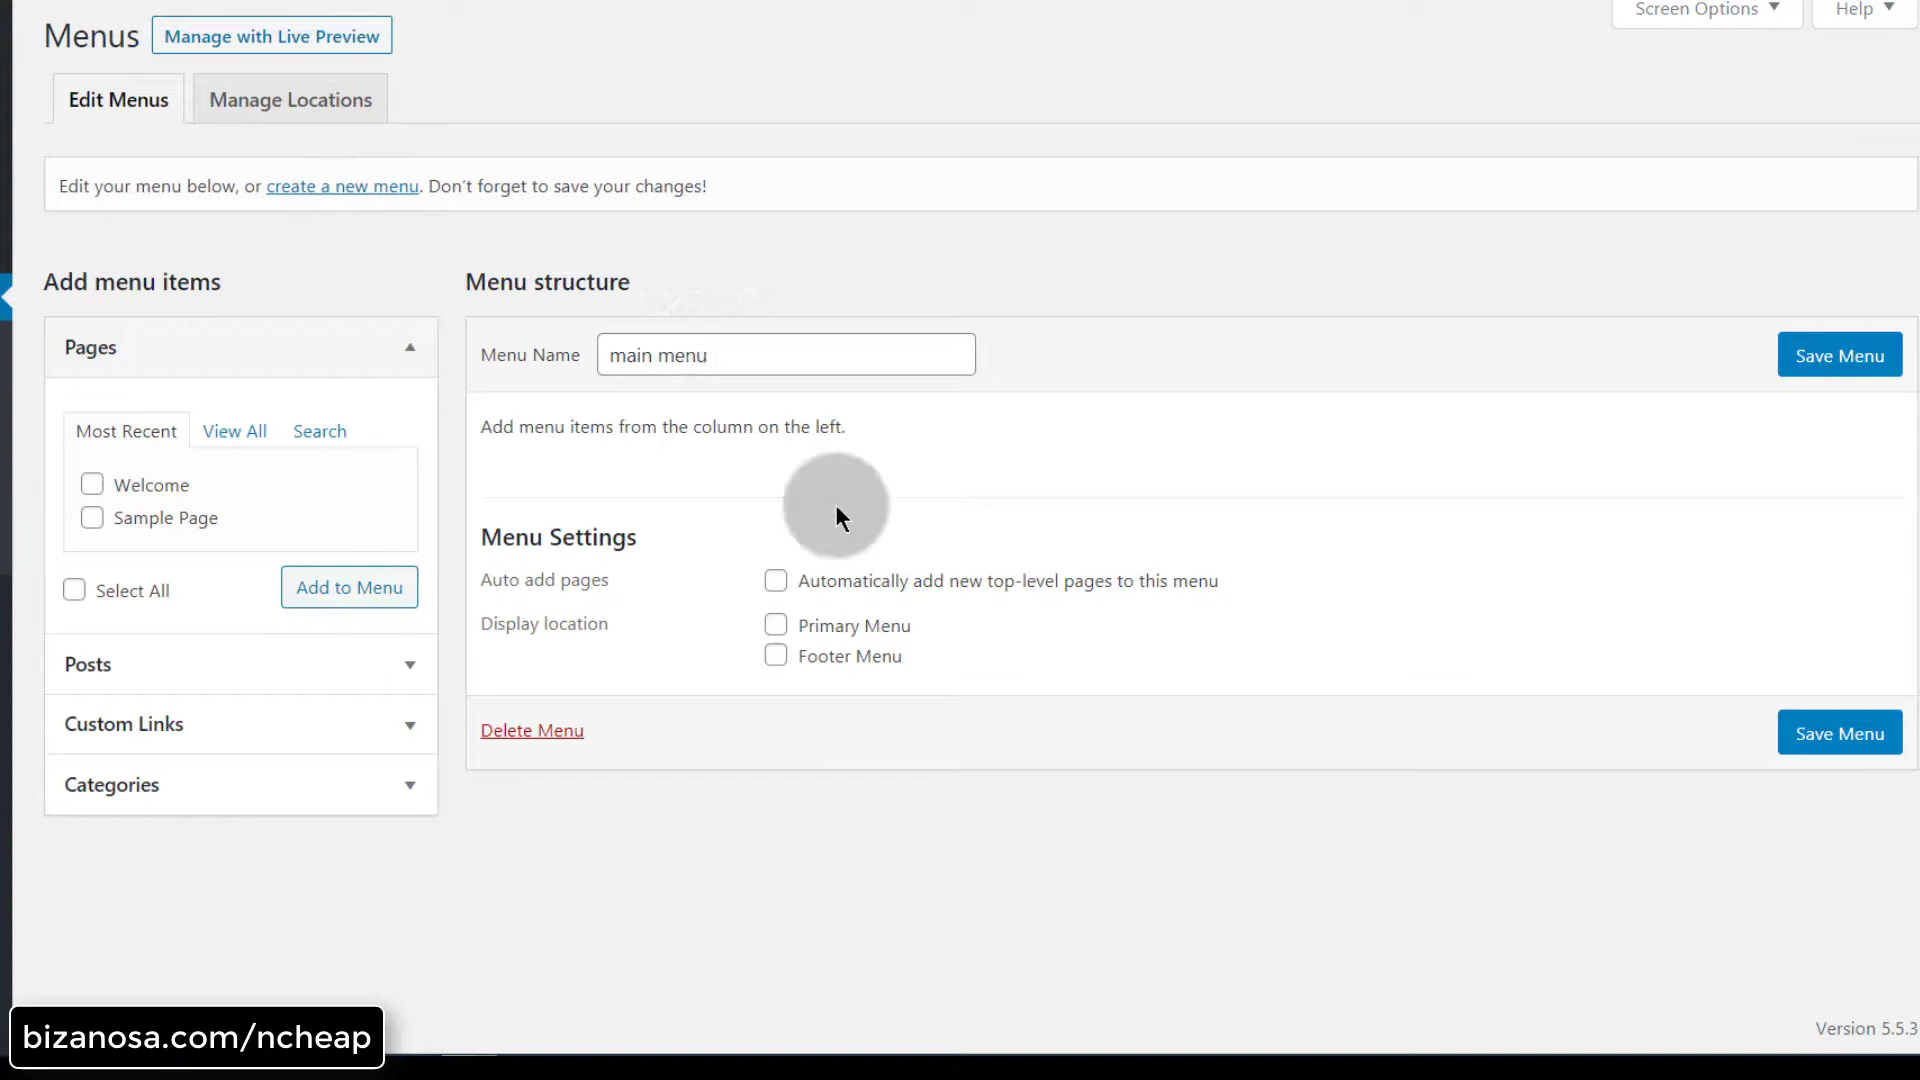 Screen Options
Help
Menus
Manage with Live Preview
Edit Menus
Manage Locations
Edit your menu below, or create a new menu. Don’t forget to save your changes!
Add menu items
Menu structure
Pages
Menu Name
main menu
Save Menu
Most Recent
View All
Search
Add menu items from the column on the left.
Welcome
Sample Page
Menu Settings
Select All
Add to Menu
Auto add pages
Automatically add new top-level pages to this menu
Display location
Primary Menu
Footer Menu
Posts
Custom Links
Delete Menu
Save Menu
Categories
bizanosa.com/ncheap
Version 5.5.3